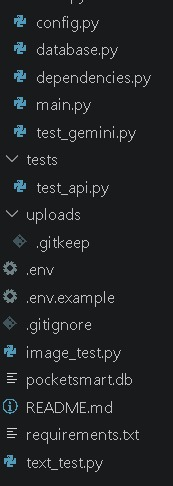 config.py
database.py
dependencies.py
main.py
test_gemini.py
tests
test_api.py
uploads
.gitkeep
.env
.env.example
.gitignore
image_test.py
pocketsmart.db
README.md
requirements.txt
text_test.py